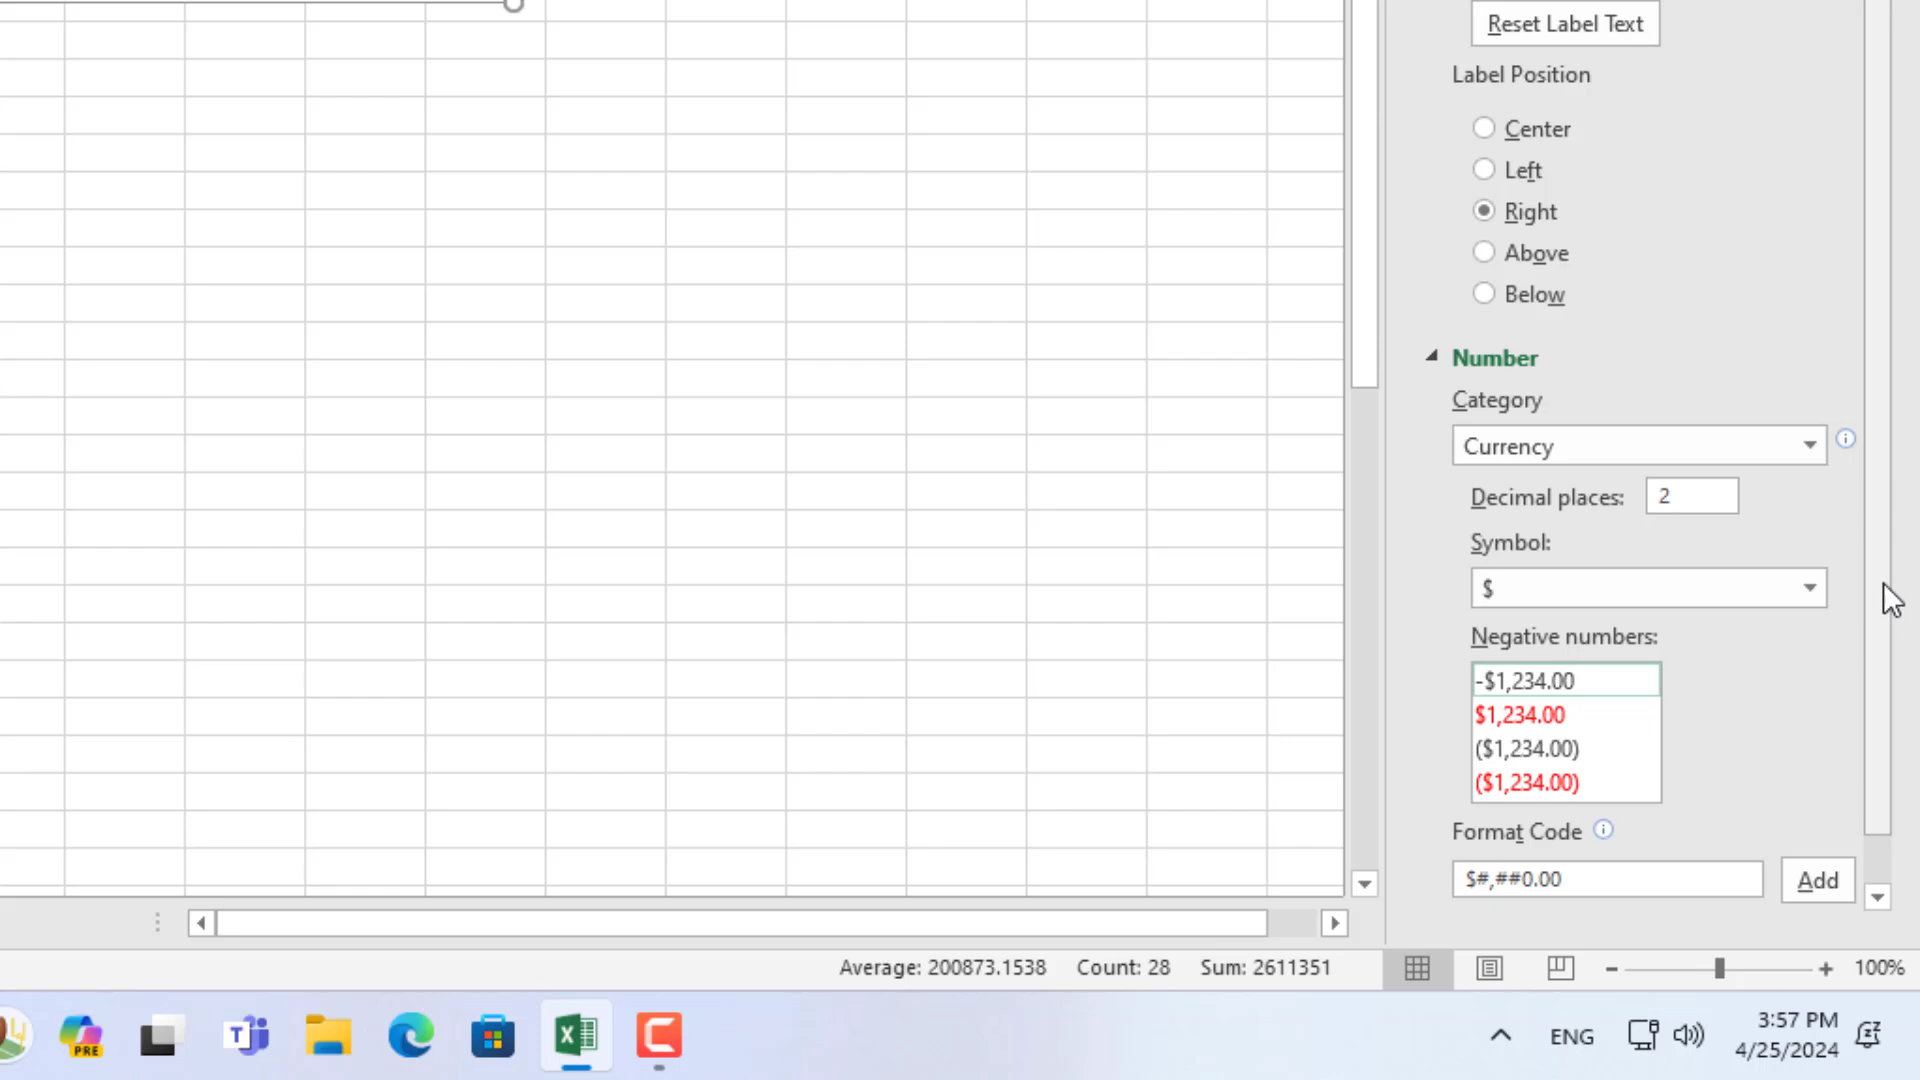 Reset Label Text
Label Position
Center
Left
Right
Above
Below
Number
Category
Currency
Decimal places: 2
Symbol:
$
Negative numbers:
-$1,234.00
$1,234.00
($1,234.00)
($1,234.00)
Format Code
$#,##0.00 Add
Average: 200873.1538 Count: 28 Sum: 2611351 100%
PRE
ENG
3:57 PM
4/25/2024